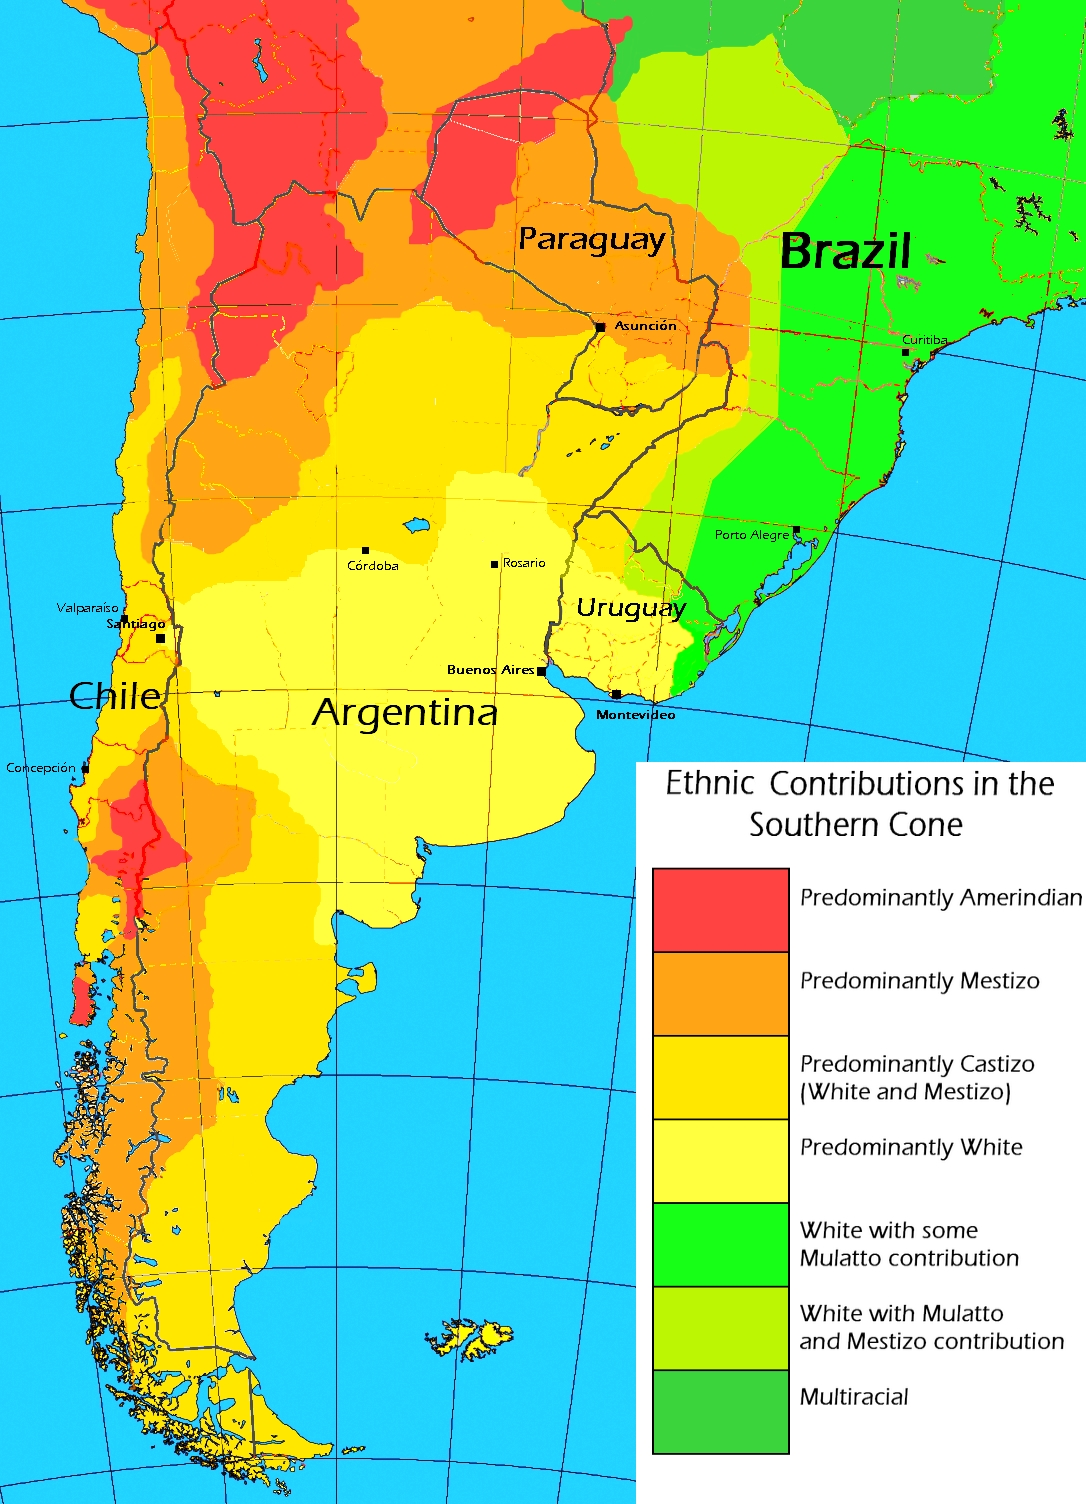 Paraguay
Brazil
Asunción
Curitiba
Porto Alegre
Córdoba
Rosario
Valparaíso
Santiago
Uruguay
Buenos Aires
Chile
Argentina
Montevideo
Concepción
Ethnic Contributions in the
Southern Cone
Predominantly Amerindian
Predominantly Mestizo
Predominantly Castizo
(White and Mestizo)
Predominantly White
White with some
Mulatto contribution
White with Mulatto
and Mestizo contribution
Multiracial